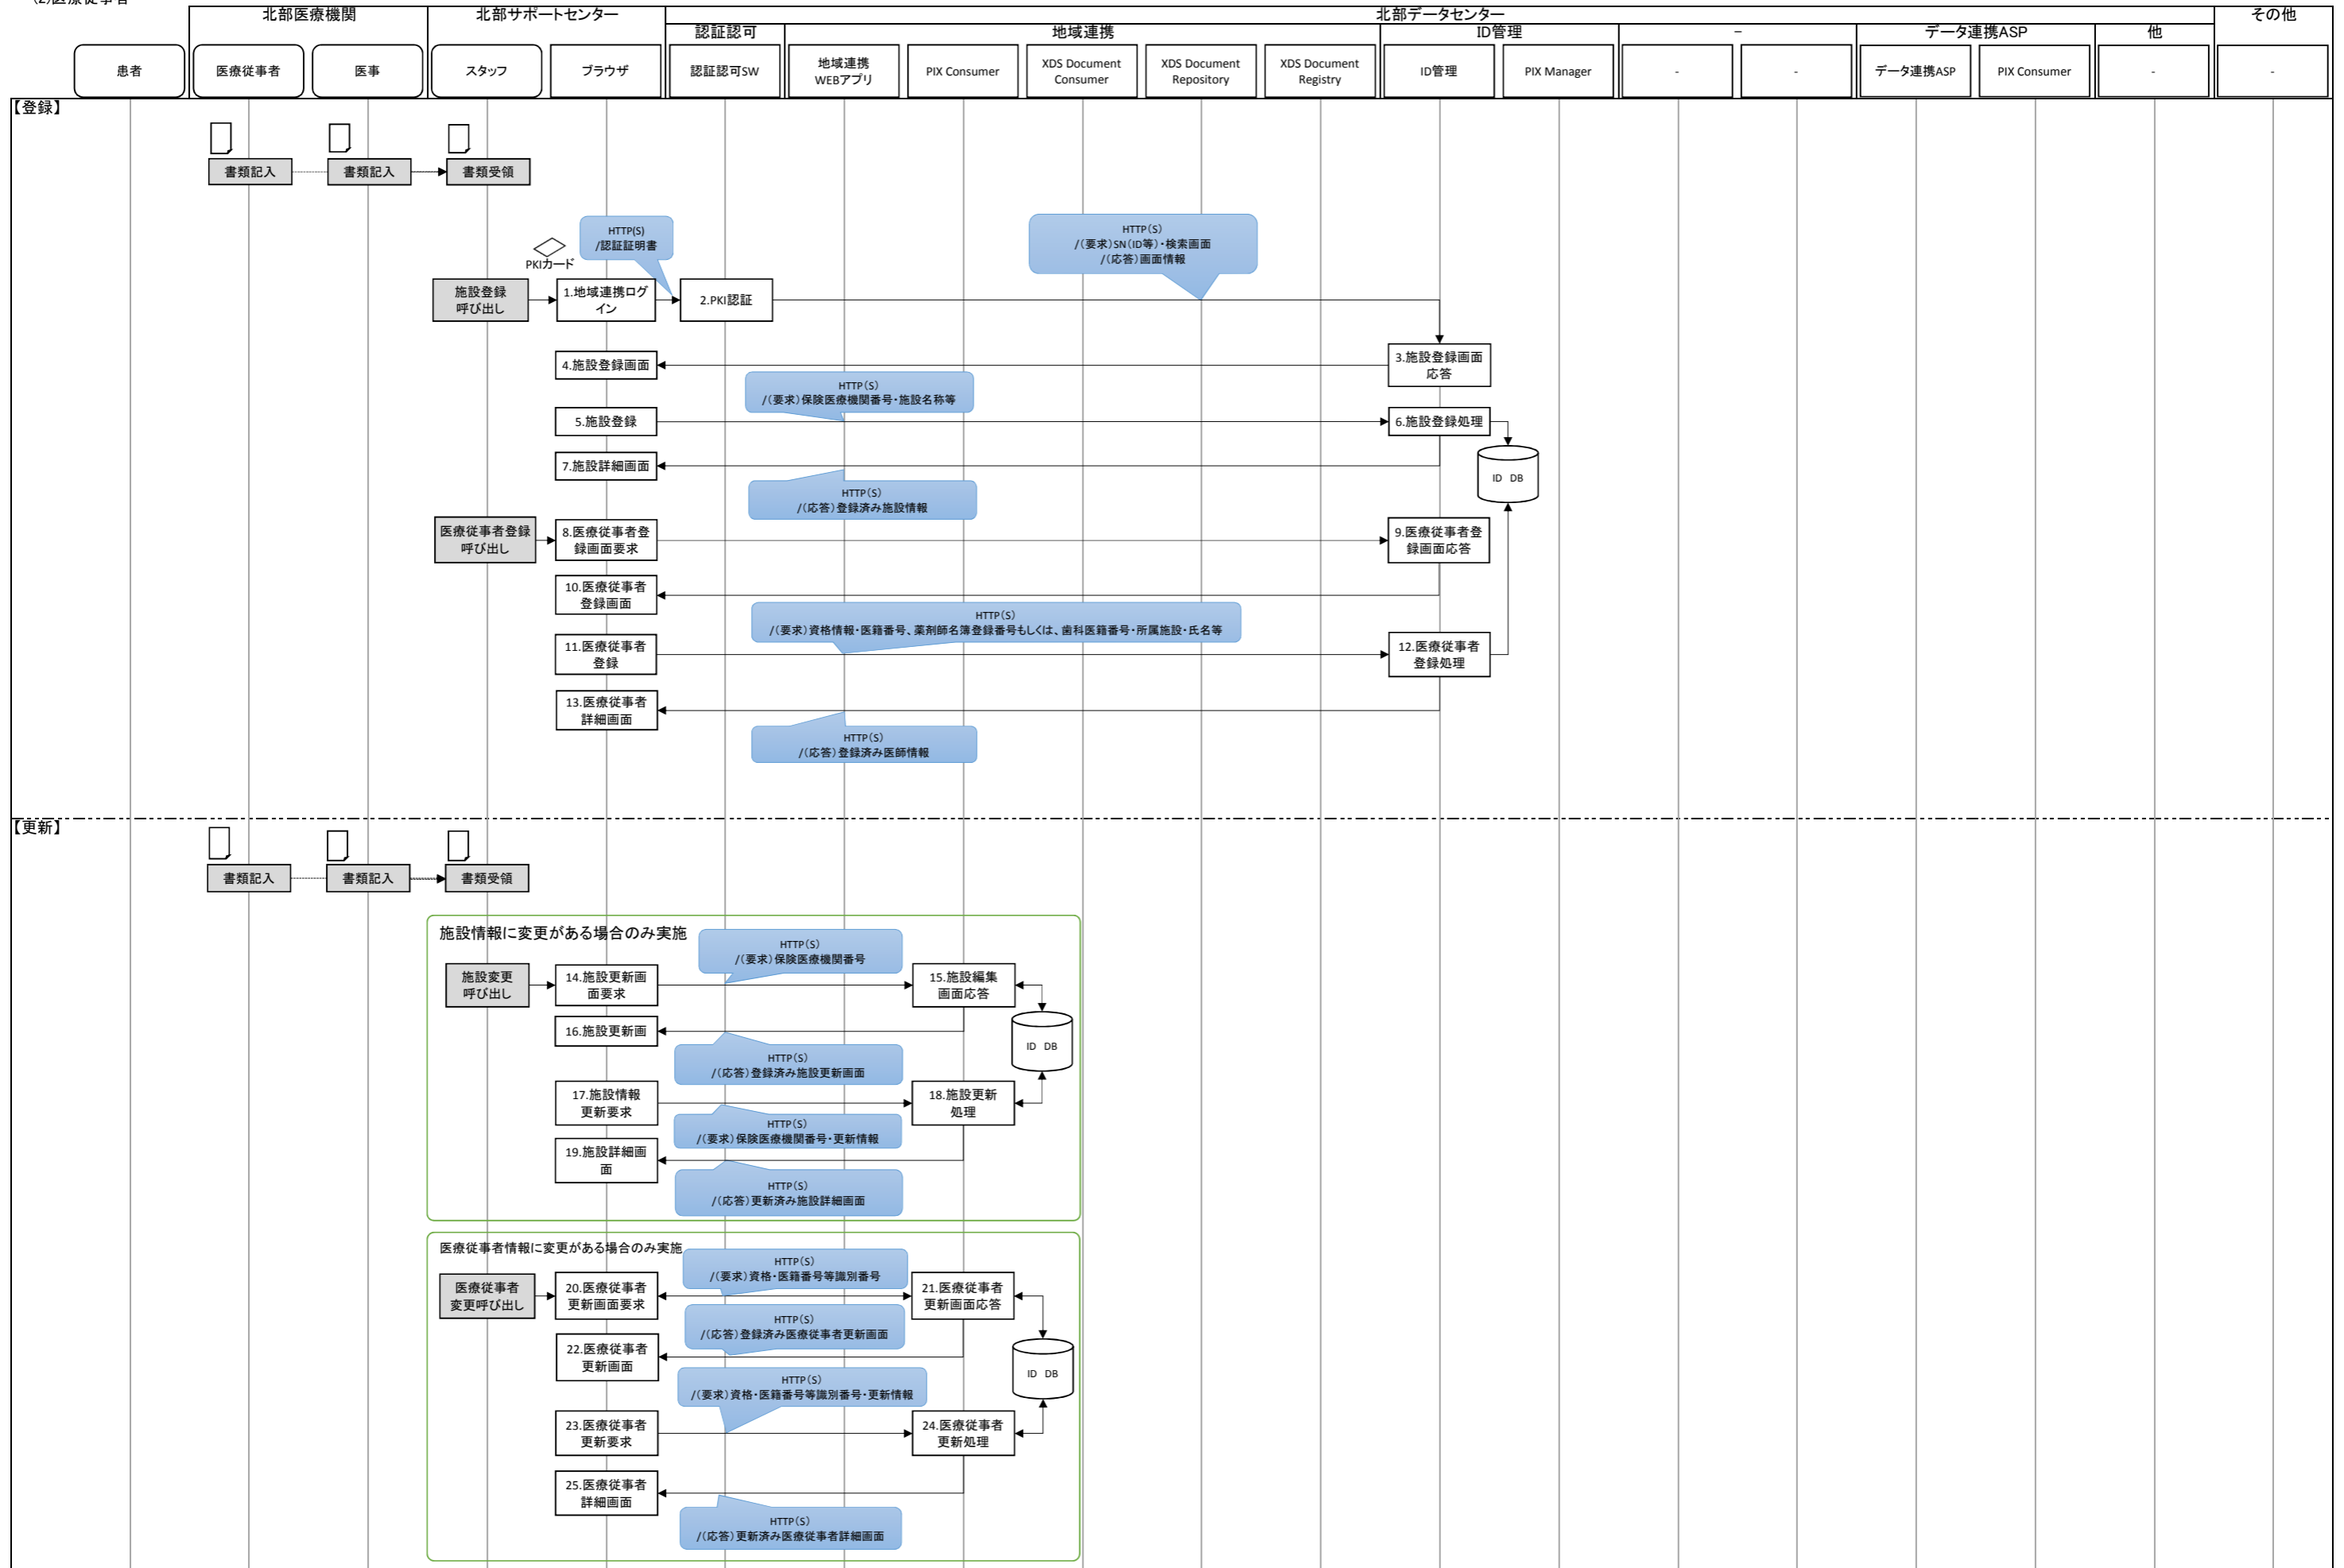 (2)医療従事者
北部医療機関
北部サポートセンター
北部データセンター
その他
認証認可
地域連携
ID管理
－
データ連携ASP
他
患者
医療従事者
医事
スタッフ
ブラウザ
認証認可SW
地域連携
WEBアプリ
PIX Consumer
XDS Document
Consumer
XDS Document
Repository
XDS Document
Registry
ID管理
PIX Manager
-
-
データ連携ASP
PIX Consumer
-
-
【登録】
書類記入
書類記入
書類受領
HTTP(S)
/認証証明書
HTTP(S)
/(要求)SN(ID等)・検索画面
/(応答)画面情報
PKIカード
施設登録
呼び出し
1.地域連携ログ
イン
2.PKI認証
4.施設登録画面
3.施設登録画面
応答
HTTP(S)
/(要求)保険医療機関番号・施設名称等
5.施設登録
6.施設登録処理
7.施設詳細画面
ID DB
HTTP(S)
/(応答)登録済み施設情報
医療従事者登録
呼び出し
8.医療従事者登
録画面要求
9.医療従事者登
録画面応答
10.医療従事者
登録画面
HTTP(S)
/(要求)資格情報・医籍番号、薬剤師名簿登録番号もしくは、歯科医籍番号・所属施設・氏名等
11.医療従事者
登録
12.医療従事者
登録処理
13.医療従事者
詳細画面
HTTP(S)
/(応答)登録済み医師情報
【更新】
書類記入
書類記入
書類受領
施設情報に変更がある場合のみ実施
HTTP(S)
/(要求)保険医療機関番号
施設変更
呼び出し
14.施設更新画
面要求
15.施設編集
画面応答
16.施設更新画
ID DB
HTTP(S)
/(応答)登録済み施設更新画面
17.施設情報
更新要求
18.施設更新
処理
HTTP(S)
/(要求)保険医療機関番号・更新情報
19.施設詳細画
面
HTTP(S)
/(応答)更新済み施設詳細画面
医療従事者情報に変更がある場合のみ実施
HTTP(S)
/(要求)資格・医籍番号等識別番号
医療従事者
変更呼び出し
20.医療従事者
更新画面要求
21.医療従事者
更新画面応答
HTTP(S)
/(応答)登録済み医療従事者更新画面
22.医療従事者
更新画面
ID DB
HTTP(S)
/(要求)資格・医籍番号等識別番号・更新情報
23.医療従事者
更新要求
24.医療従事者
更新処理
25.医療従事者
詳細画面
HTTP(S)
/(応答)更新済み医療従事者詳細画面